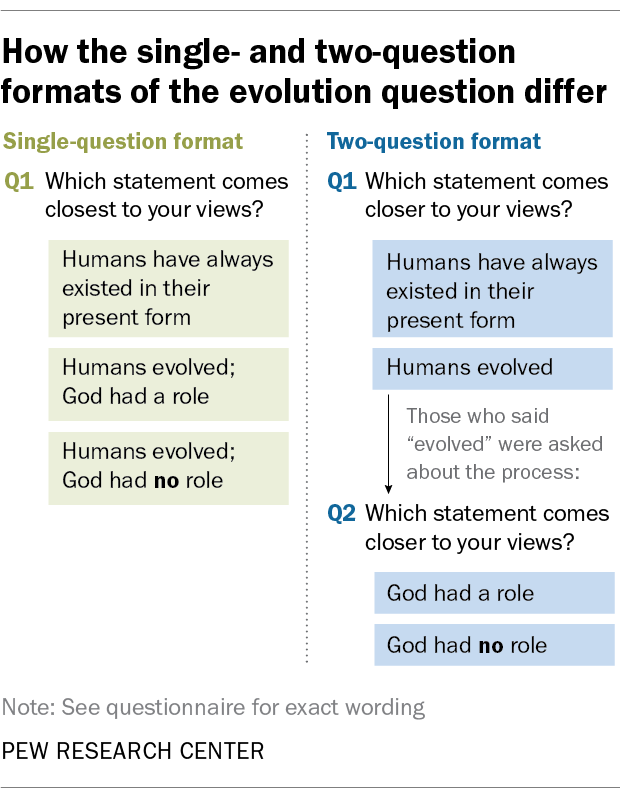 How the single- and two-question
formats of the evolution question differ
Single-question format
Q1 Which statement comes
closest to your views?
Humans have always
existed in their
present form
Humans evolved;
God had a role
Humans evolved;
God had no role
Two-question format
Q1 Which statement comes
closer to your views?
Humans have always
existed in their
present form
Humans evolved
Those who said
“evolved” were asked
about the process:
Q2 Which statement comes
closer to your views?
God had a role
God had no role
Note: See questionnaire for exact wording
PEW RESEARCH CENTER